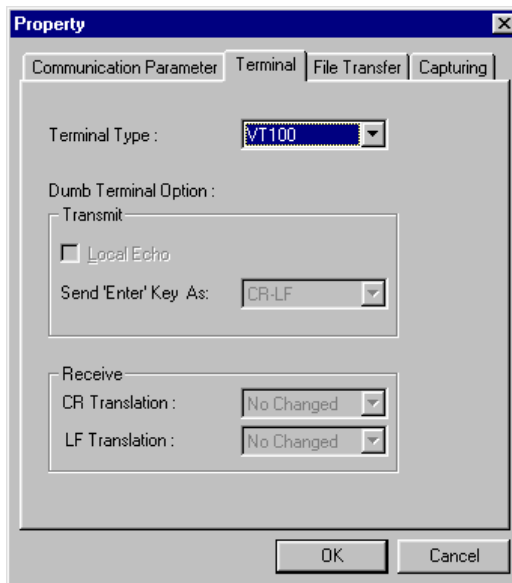 Property
Communication Parameter Terminal File Transfer Capturing
Terminal Type : VT100
Dumb Terminal Option :
Transmit
Local Echo
Send 'Enter' Key As: CR-LF
Receive
CR Translation : No Changed
LF Translation : No Changed
OK Cancel